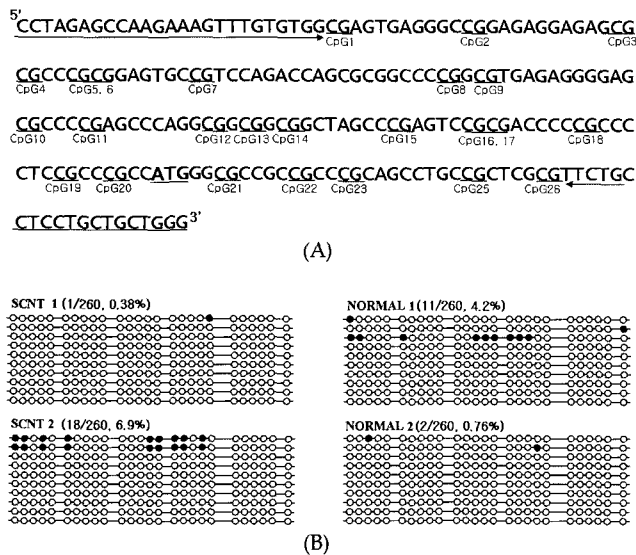 5'
CCTAGAGCCAAGAAAGTTTGTGTGGCGAGTGAGGGCCGGAGAGGAGAGCG
CpG1 CpG2 CpG3
CGCCCGCGGAGTGCCGTCCAGACCAGCGCGGCCCCGGCGTGAGAGGGGAG
CpG4 CpG5, 6 CpG7 CpG8 CpG9
CGCCCCGAGCCCAGGCGGCGGCGGCTAGCCCGAGTCCGCGACCCCCGCCC
CpG10 CpG11 CpG12 CpG13 CpG14 CpG15 CpG16, 17 CpG18
CTCCGCCCGCCATGGGCGCCGCCGCCCGCAGCCTGCCGCTCGCGTTCTGC
CpG19 CpG20 CpG21 CpG22 CpG23 CpG25 CpG26
CTCCTGCTGCTGGG3'
(A)
SCNT 1 (1/260, 0.38%)
NORMAL 1 (11/260, 4.2%)
SCNT 2 (18/260, 6.9%)
NORMAL 2 (2/260, 0.76%)
(B)